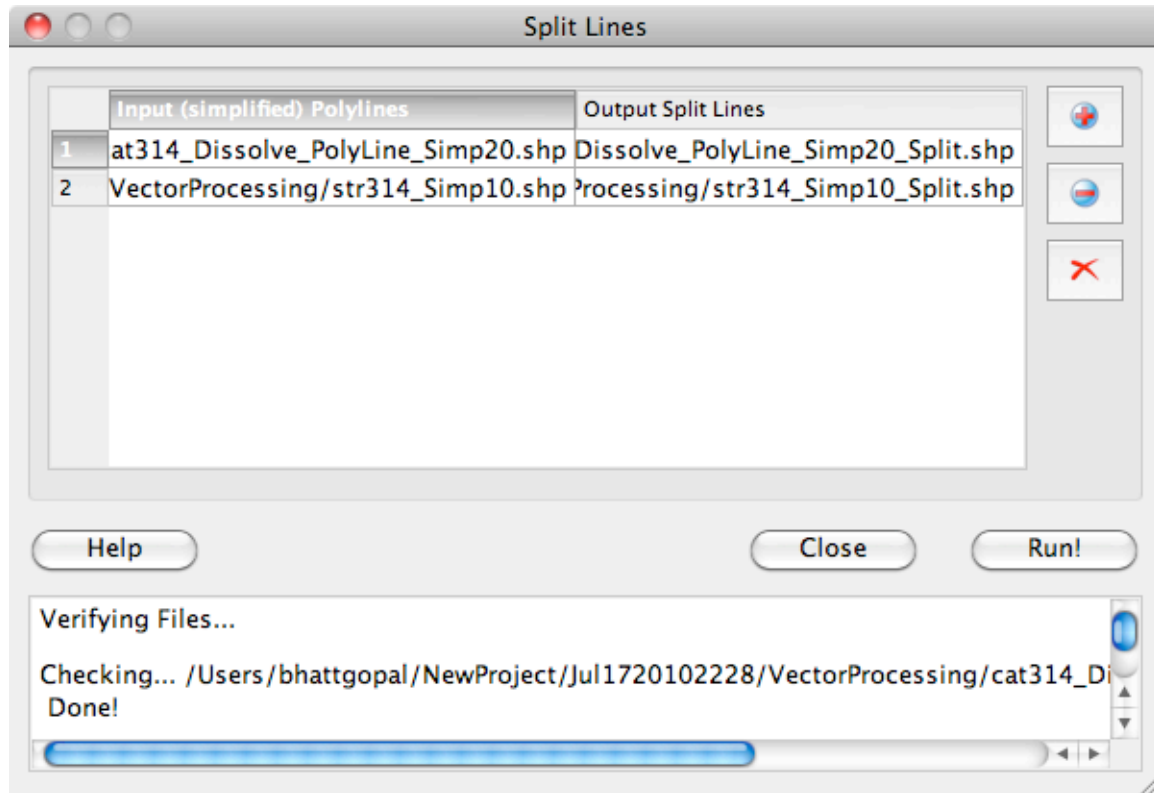 Split Lines
Input (simplified) Polylines Output Split Lines
1 at314_Dissolve_PolyLine_Simp20.shp Dissolve_PolyLine_Simp20_Split.shp
2 VectorProcessing/str314_Simp10.shp Processing/str314_Simp10_Split.shp
Help Close Run!
Verifying Files...
Checking... /Users/bhattgopal/NewProject/Jul1720102228/VectorProcessing/cat314_Di
Done!